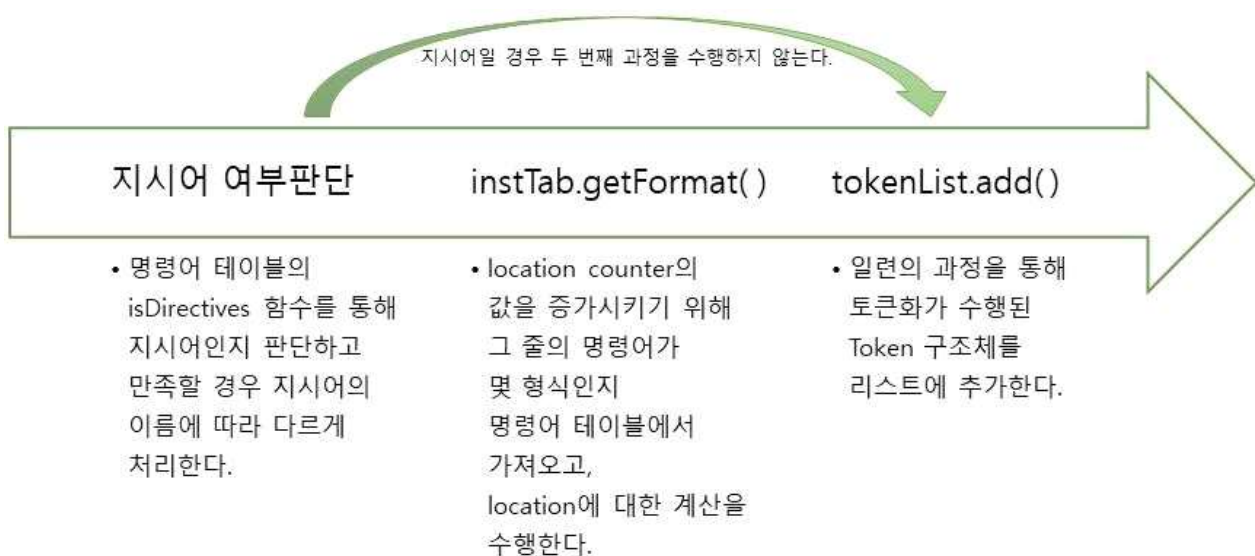 지시어일 경우 두 번째 과정을 수행하지 않는다.
지시어 여부판단
instTab.getFormat( )
tokenList.add()
• 명령어 테이블의
isDirectives 함수를 통해
지시어인지 판단하고
만족할 경우 지시어의
이름에 따라 다르게
처리한다.
• location counter의
값을 증가시키기 위해
그 줄의 명령어가
몇 형식인지
명령어 테이블에서
가져오고,
location에 대한 계산을
수행한다.
• 일련의 과정을 통해
토큰화가 수행된
Token 구조체를
리스트에 추가한다.